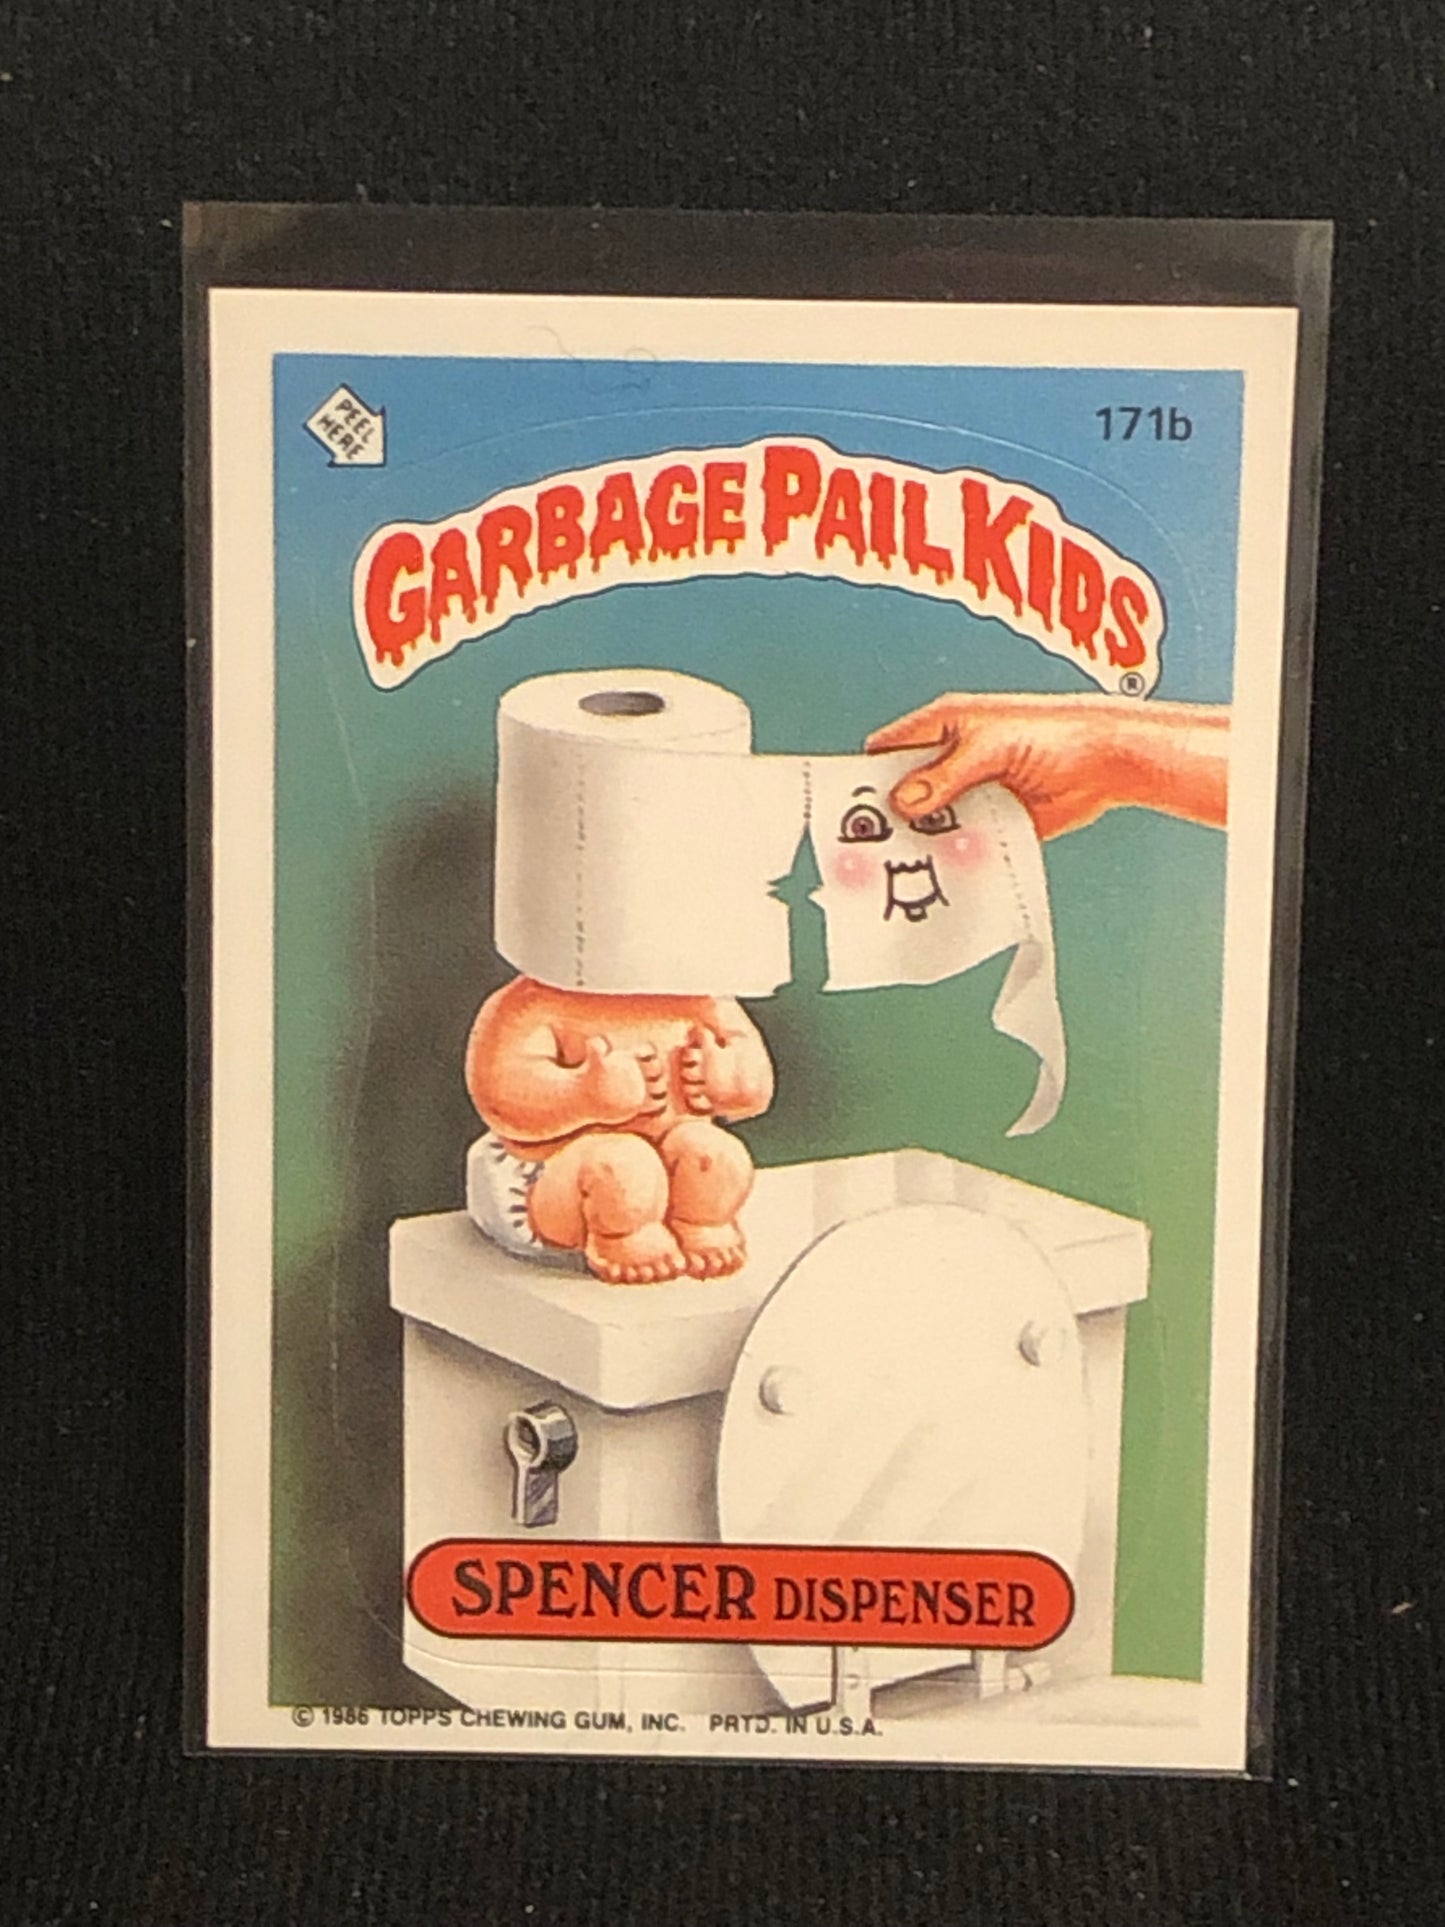 PEEL
HERE
171b
GARBAGE PAIL KIDS
®
SPENCER DISPENSER
© 1986 TOPPS CHEWING GUM, INC. PRTD. IN U.S.A.